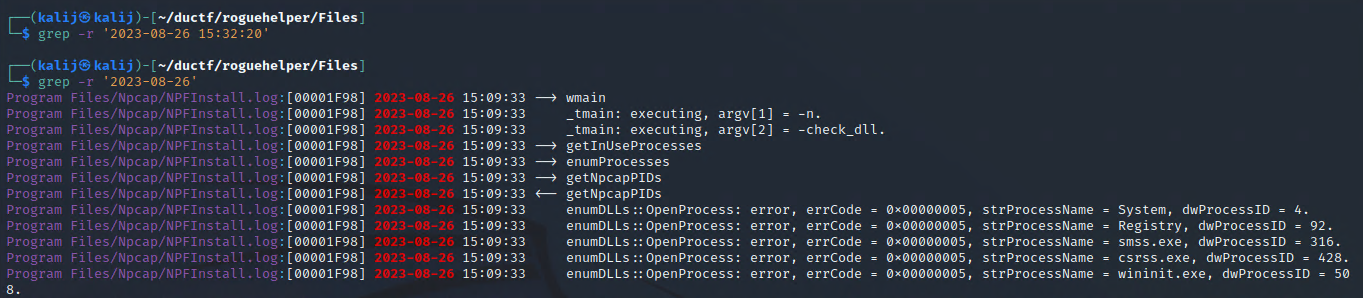 ┌──(kalij㉿kalij)-[~/ductf/roguehelper/Files]
└─$ grep -r '2023-08-26 15:32:20'
┌──(kalij㉿kalij)-[~/ductf/roguehelper/Files]
└─$ grep -r '2023-08-26'
Program Files/Npcap/NPFInstall.log:[00001F98] 2023-08-26 15:09:33 --> wmain
Program Files/Npcap/NPFInstall.log:[00001F98] 2023-08-26 15:09:33     _tmain: executing, argv[1] = -n.
Program Files/Npcap/NPFInstall.log:[00001F98] 2023-08-26 15:09:33     _tmain: executing, argv[2] = -check_dll.
Program Files/Npcap/NPFInstall.log:[00001F98] 2023-08-26 15:09:33 --> getInUseProcesses
Program Files/Npcap/NPFInstall.log:[00001F98] 2023-08-26 15:09:33 --> enumProcesses
Program Files/Npcap/NPFInstall.log:[00001F98] 2023-08-26 15:09:33 --> getNpcapPIDs
Program Files/Npcap/NPFInstall.log:[00001F98] 2023-08-26 15:09:33 <-- getNpcapPIDs
Program Files/Npcap/NPFInstall.log:[00001F98] 2023-08-26 15:09:33     enumDLLs::OpenProcess: error, errCode = 0x00000005, strProcessName = System, dwProcessID = 4.
Program Files/Npcap/NPFInstall.log:[00001F98] 2023-08-26 15:09:33     enumDLLs::OpenProcess: error, errCode = 0x00000005, strProcessName = Registry, dwProcessID = 92.
Program Files/Npcap/NPFInstall.log:[00001F98] 2023-08-26 15:09:33     enumDLLs::OpenProcess: error, errCode = 0x00000005, strProcessName = smss.exe, dwProcessID = 316.
Program Files/Npcap/NPFInstall.log:[00001F98] 2023-08-26 15:09:33     enumDLLs::OpenProcess: error, errCode = 0x00000005, strProcessName = csrss.exe, dwProcessID = 428.
Program Files/Npcap/NPFInstall.log:[00001F98] 2023-08-26 15:09:33     enumDLLs::OpenProcess: error, errCode = 0x00000005, strProcessName = wininit.exe, dwProcessID = 50
8.